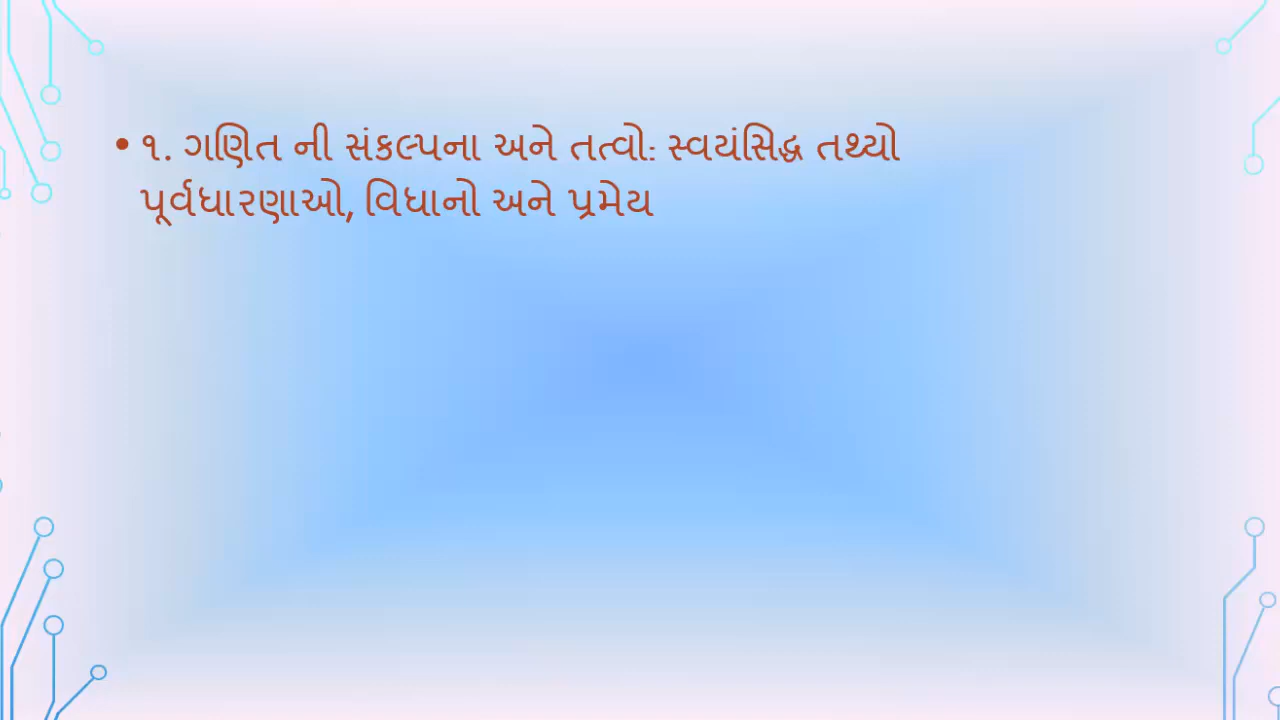 • ૧. ગણિત ની સંકલ્પના અને તત્વો: સ્વયંસિદ્ધ તથ્યો
પૂર્વધારણાઓ, વિધાનો અને પ્રમેય